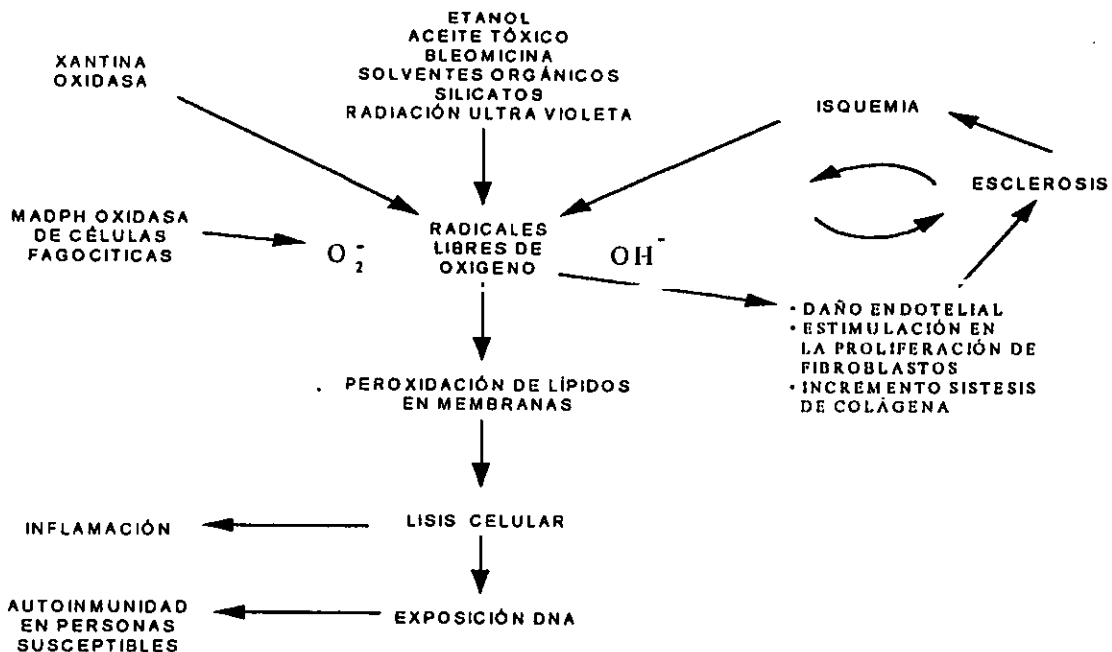 ETANOL
ACEITE TÓXICO
BLEOMICINA
SOLVENTES ORGÁNICOS
SILICATOS
RADIACIÓN ULTRA VIOLETA
XANTINA
OXIDASA
ISQUEMIA
ESCLEROSIS
MADPH OXIDASA
DE CÉLULAS
FAGOCITICAS
O₂⁻
RADICALES
LIBRES DE
OXIGENO
OH⁻
• DAÑO ENDOTELIAL
• ESTIMULACIÓN EN
LA PROLIFERACIÓN DE
FIBROBLASTOS
• INCREMENTO SISTESIS
DE COLÁGENA
PEROXIDACIÓN DE LÍPIDOS
EN MEMBRANAS
INFLAMACIÓN
LISIS CELULAR
AUTOINMUNIDAD
EN PERSONAS
SUSCEPTIBLES
EXPOSICIÓN DNA